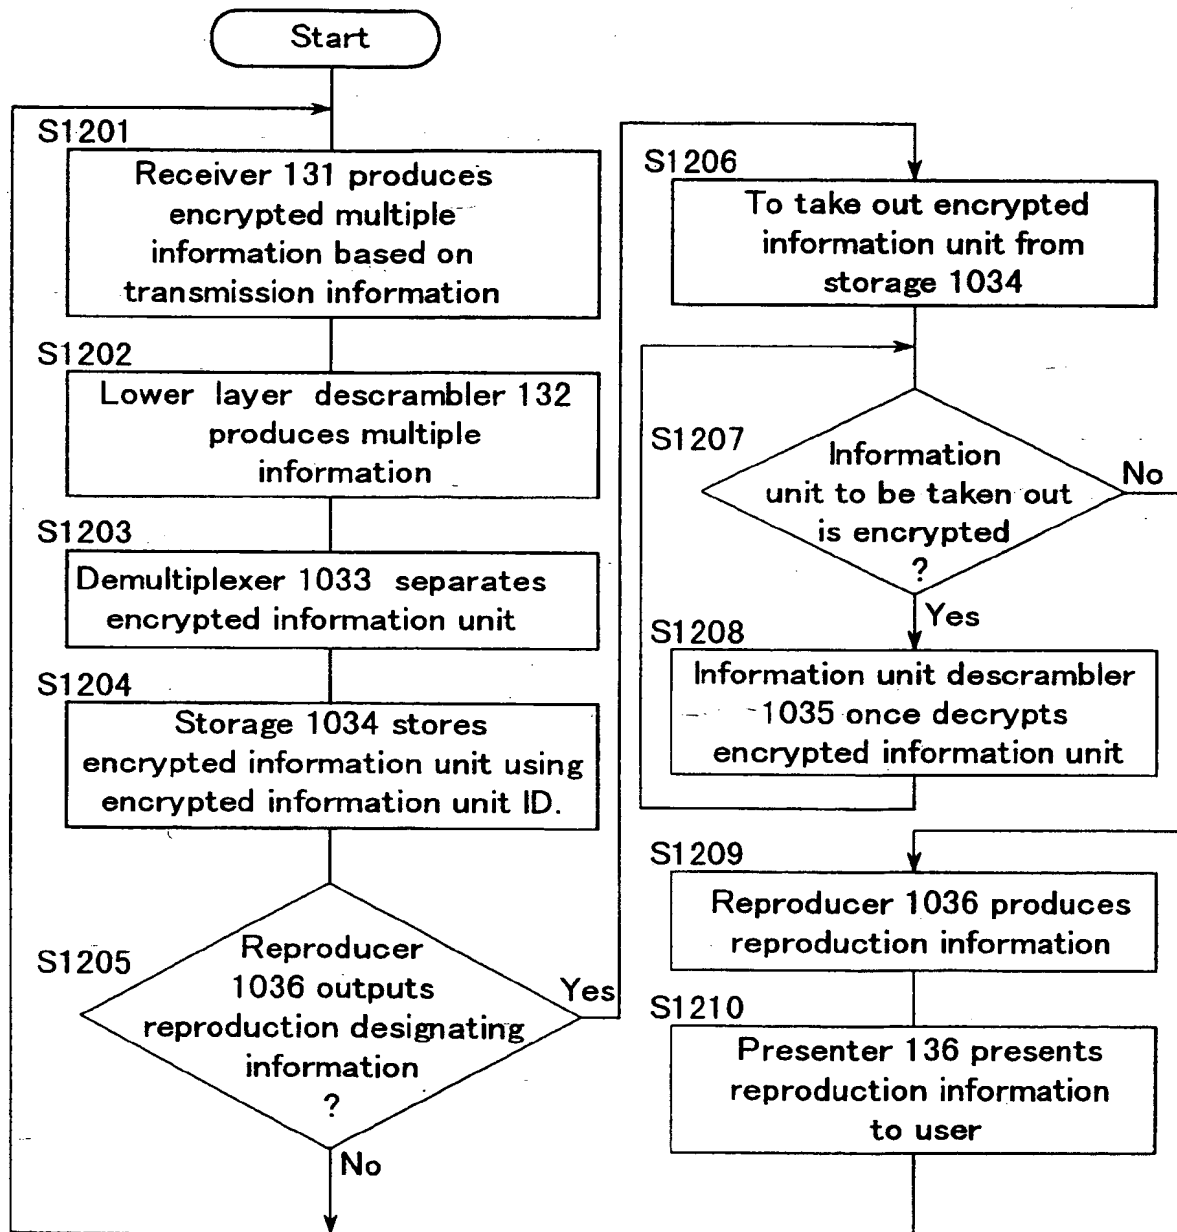 Start
S1201
Receiver 131 produces
encrypted multiple
information based on
transmission information
S1202
Lower layer descrambler 132
produces multiple
information
S1203
Demultiplexer 1033 separates
encrypted information unit
S1204
Storage 1034 stores
encrypted information unit using
encrypted information unit ID.
S1205
Reproducer
1036 outputs
reproduction designating
information
?
Yes
No
S1206
To take out encrypted
information unit from
storage 1034
S1207
Information
unit to be taken out
is encrypted
?
No
Yes
S1208
Information unit descrambler
1035 once decrypts
encrypted information unit
S1209
Reproducer 1036 produces
reproduction information
S1210
Presenter 136 presents
reproduction information
to user